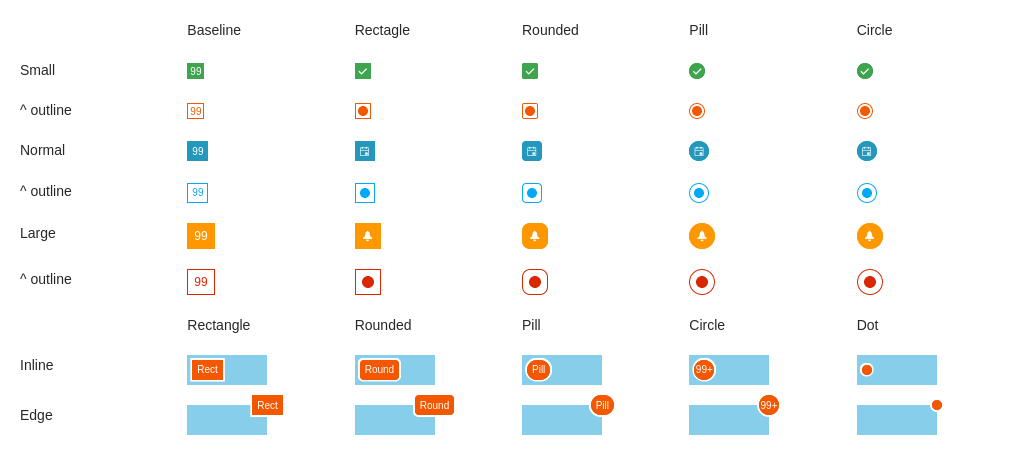 Baseline Rectagle Rounded Pill Circle
Small 99
^ outline 99
Normal 99
^ outline 99
Large 99
^ outline 99
Rectangle Rounded Pill Circle Dot
Inline Rect Round Pill 99+
Edge Rect Round Pill 99+